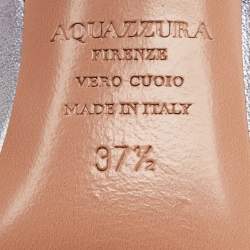 AQUAZZURA
FIRENZE
VERO CUOIO
MADE IN ITALY
37½